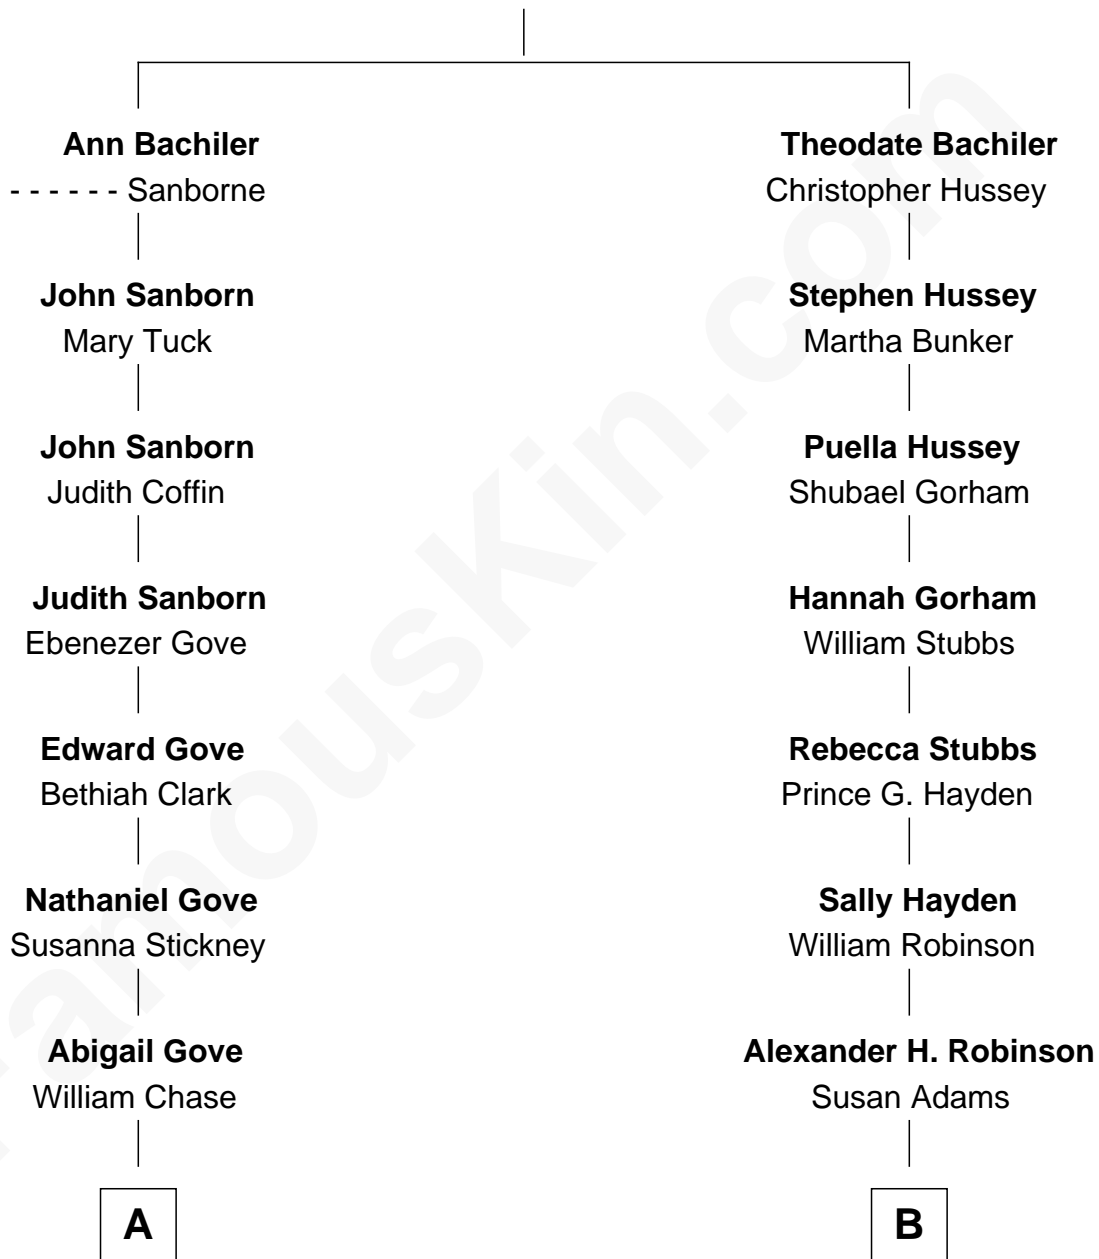 Ann Bachiler
- - - - - - Sanborne
John Sanborn
Mary Tuck
John Sanborn
Judith Coffin
Judith Sanborn
Ebenezer Gove
Edward Gove
Bethiah Clark
Nathaniel Gove
Susanna Stickney
Abigail Gove
William Chase
A
Theodate Bachiler
Christopher Hussey
Stephen Hussey
Martha Bunker
Puella Hussey
Shubael Gorham
Hannah Gorham
William Stubbs
Rebecca Stubbs
Prince G. Hayden
Sally Hayden
William Robinson
Alexander H. Robinson
Susan Adams
B
FamousKin.com